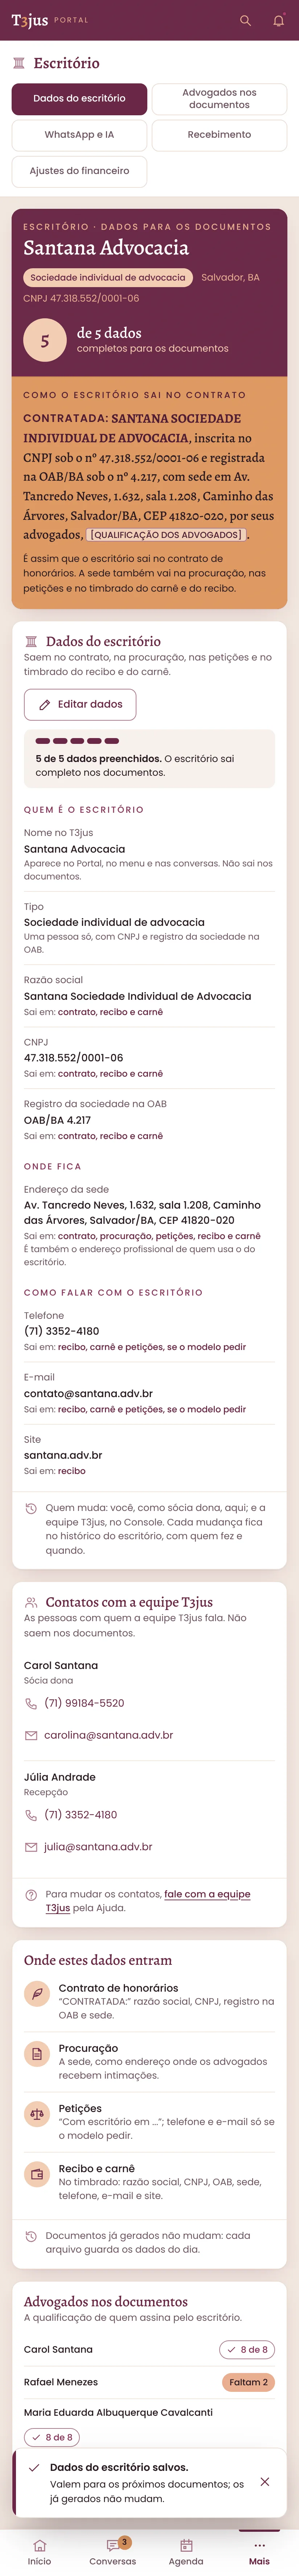 T3jus PORTAL
Escritório
Dados do escritório
Advogados nos
documentos
WhatsApp e IA
Recebimento
Ajustes do financeiro
ESCRITÓRIO · DADOS PARA OS DOCUMENTOS
Santana Advocacia
Sociedade individual de advocacia
Salvador, BA
CNPJ 47.318.552/0001-06
5
de 5 dados
completos para os documentos
COMO O ESCRITÓRIO SAI NO CONTRATO
CONTRATADA: SANTANA SOCIEDADE
INDIVIDUAL DE ADVOCACIA, inscrita no
CNPJ sob o nº 47.318.552/0001-06 e registrada
na OAB/BA sob o nº 4.217, com sede em Av.
Tancredo Neves, 1.632, sala 1.208, Caminho das
Árvores, Salvador/BA, CEP 41820-020, por seus
advogados, [QUALIFICAÇÃO DOS ADVOGADOS].
É assim que o escritório sai no contrato de
honorários. A sede também vai na procuração, nas
petições e no timbrado do carnê e do recibo.
Dados do escritório
Saem no contrato, na procuração, nas petições e no
timbrado do recibo e do carnê.
Editar dados
5 de 5 dados preenchidos. O escritório sai
completo nos documentos.
QUEM É O ESCRITÓRIO
Nome no T3jus
Santana Advocacia
Aparece no Portal, no menu e nas conversas. Não sai nos
documentos.
Tipo
Sociedade individual de advocacia
Uma pessoa só, com CNPJ e registro da sociedade na
OAB.
Razão social
Santana Sociedade Individual de Advocacia
Sai em: contrato, recibo e carnê
CNPJ
47.318.552/0001-06
Sai em: contrato, recibo e carnê
Registro da sociedade na OAB
OAB/BA 4.217
Sai em: contrato, recibo e carnê
ONDE FICA
Endereço da sede
Av. Tancredo Neves, 1.632, sala 1.208, Caminho
das Árvores, Salvador/BA, CEP 41820-020
Sai em: contrato, procuração, petições, recibo e carnê
É também o endereço profissional de quem usa o do
escritório.
COMO FALAR COM O ESCRITÓRIO
Telefone
(71) 3352-4180
Sai em: recibo, carnê e petições, se o modelo pedir
E-mail
contato@santana.adv.br
Sai em: recibo, carnê e petições, se o modelo pedir
Site
santana.adv.br
Sai em: recibo
Quem muda: você, como sócia dona, aqui; e a
equipe T3jus, no Console. Cada mudança fica
no histórico do escritório, com quem fez e
quando.
Contatos com a equipe T3jus
As pessoas com quem a equipe T3jus fala. Não
saem nos documentos.
Carol Santana
Sócia dona
(71) 99184-5520
carolina@santana.adv.br
Júlia Andrade
Recepção
(71) 3352-4180
julia@santana.adv.br
Para mudar os contatos, fale com a equipe
T3jus pela Ajuda.
Onde estes dados entram
Contrato de honorários
“CONTRATADA:” razão social, CNPJ, registro na
OAB e sede.
Procuração
A sede, como endereço onde os advogados
recebem intimações.
Petições
“Com escritório em ...”; telefone e e-mail só se
o modelo pedir.
Recibo e carnê
No timbrado: razão social, CNPJ, OAB, sede,
telefone, e-mail e site.
Documentos já gerados não mudam: cada
arquivo guarda os dados do dia.
Advogados nos documentos
A qualificação de quem assina pelo escritório.
Carol Santana
8 de 8
Rafael Menezes
Faltam 2
Maria Eduarda Albuquerque Cavalcanti
8 de 8
Dados do escritório salvos.
Valem para os próximos documentos; os
já gerados não mudam.
Início
Conversas
3
Agenda
Mais